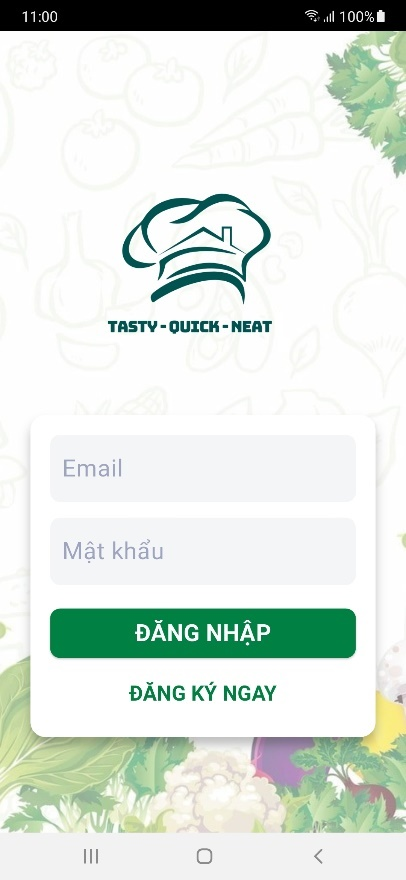 11:00
100%
TASTY - QUICK - NEAT
Email
Mật khẩu
ĐĂNG NHẬP
ĐĂNG KÝ NGAY